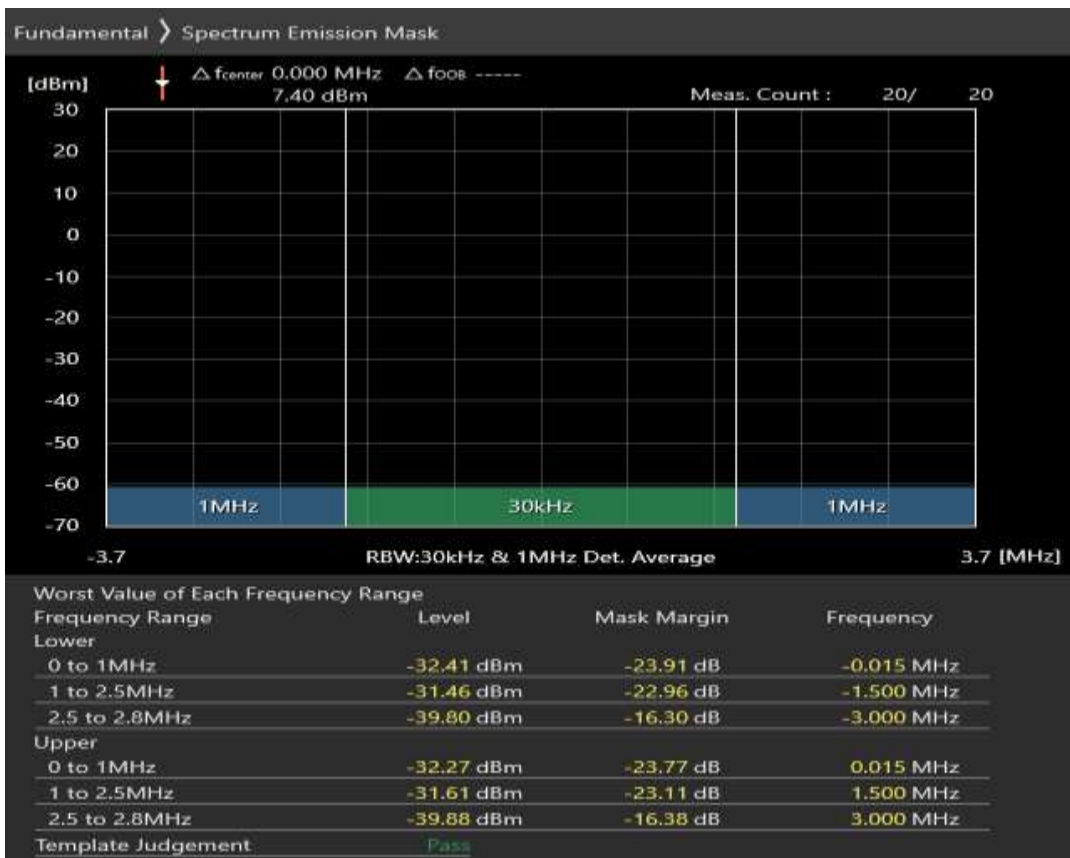 Fundamental 〉 Spectrum Emission Mask
[dBm] △ fcenter 0.000 MHz △ fOOB -----
7.40 dBm Meas. Count : 20/ 20
30
20
10
0
-10
-20
-30
-40
-50
-60
1MHz 30kHz 1MHz
-70
-3.7 RBW:30kHz & 1MHz Det. Average 3.7 [MHz]
Worst Value of Each Frequency Range
Frequency Range Level Mask Margin Frequency
Lower
0 to 1MHz -32.41 dBm -23.91 dB -0.015 MHz
1 to 2.5MHz -31.46 dBm -22.96 dB -1.500 MHz
2.5 to 2.8MHz -39.80 dBm -16.30 dB -3.000 MHz
Upper
0 to 1MHz -32.27 dBm -23.77 dB 0.015 MHz
1 to 2.5MHz -31.61 dBm -23.11 dB 1.500 MHz
2.5 to 2.8MHz -39.88 dBm -16.38 dB 3.000 MHz
Template Judgement Pass